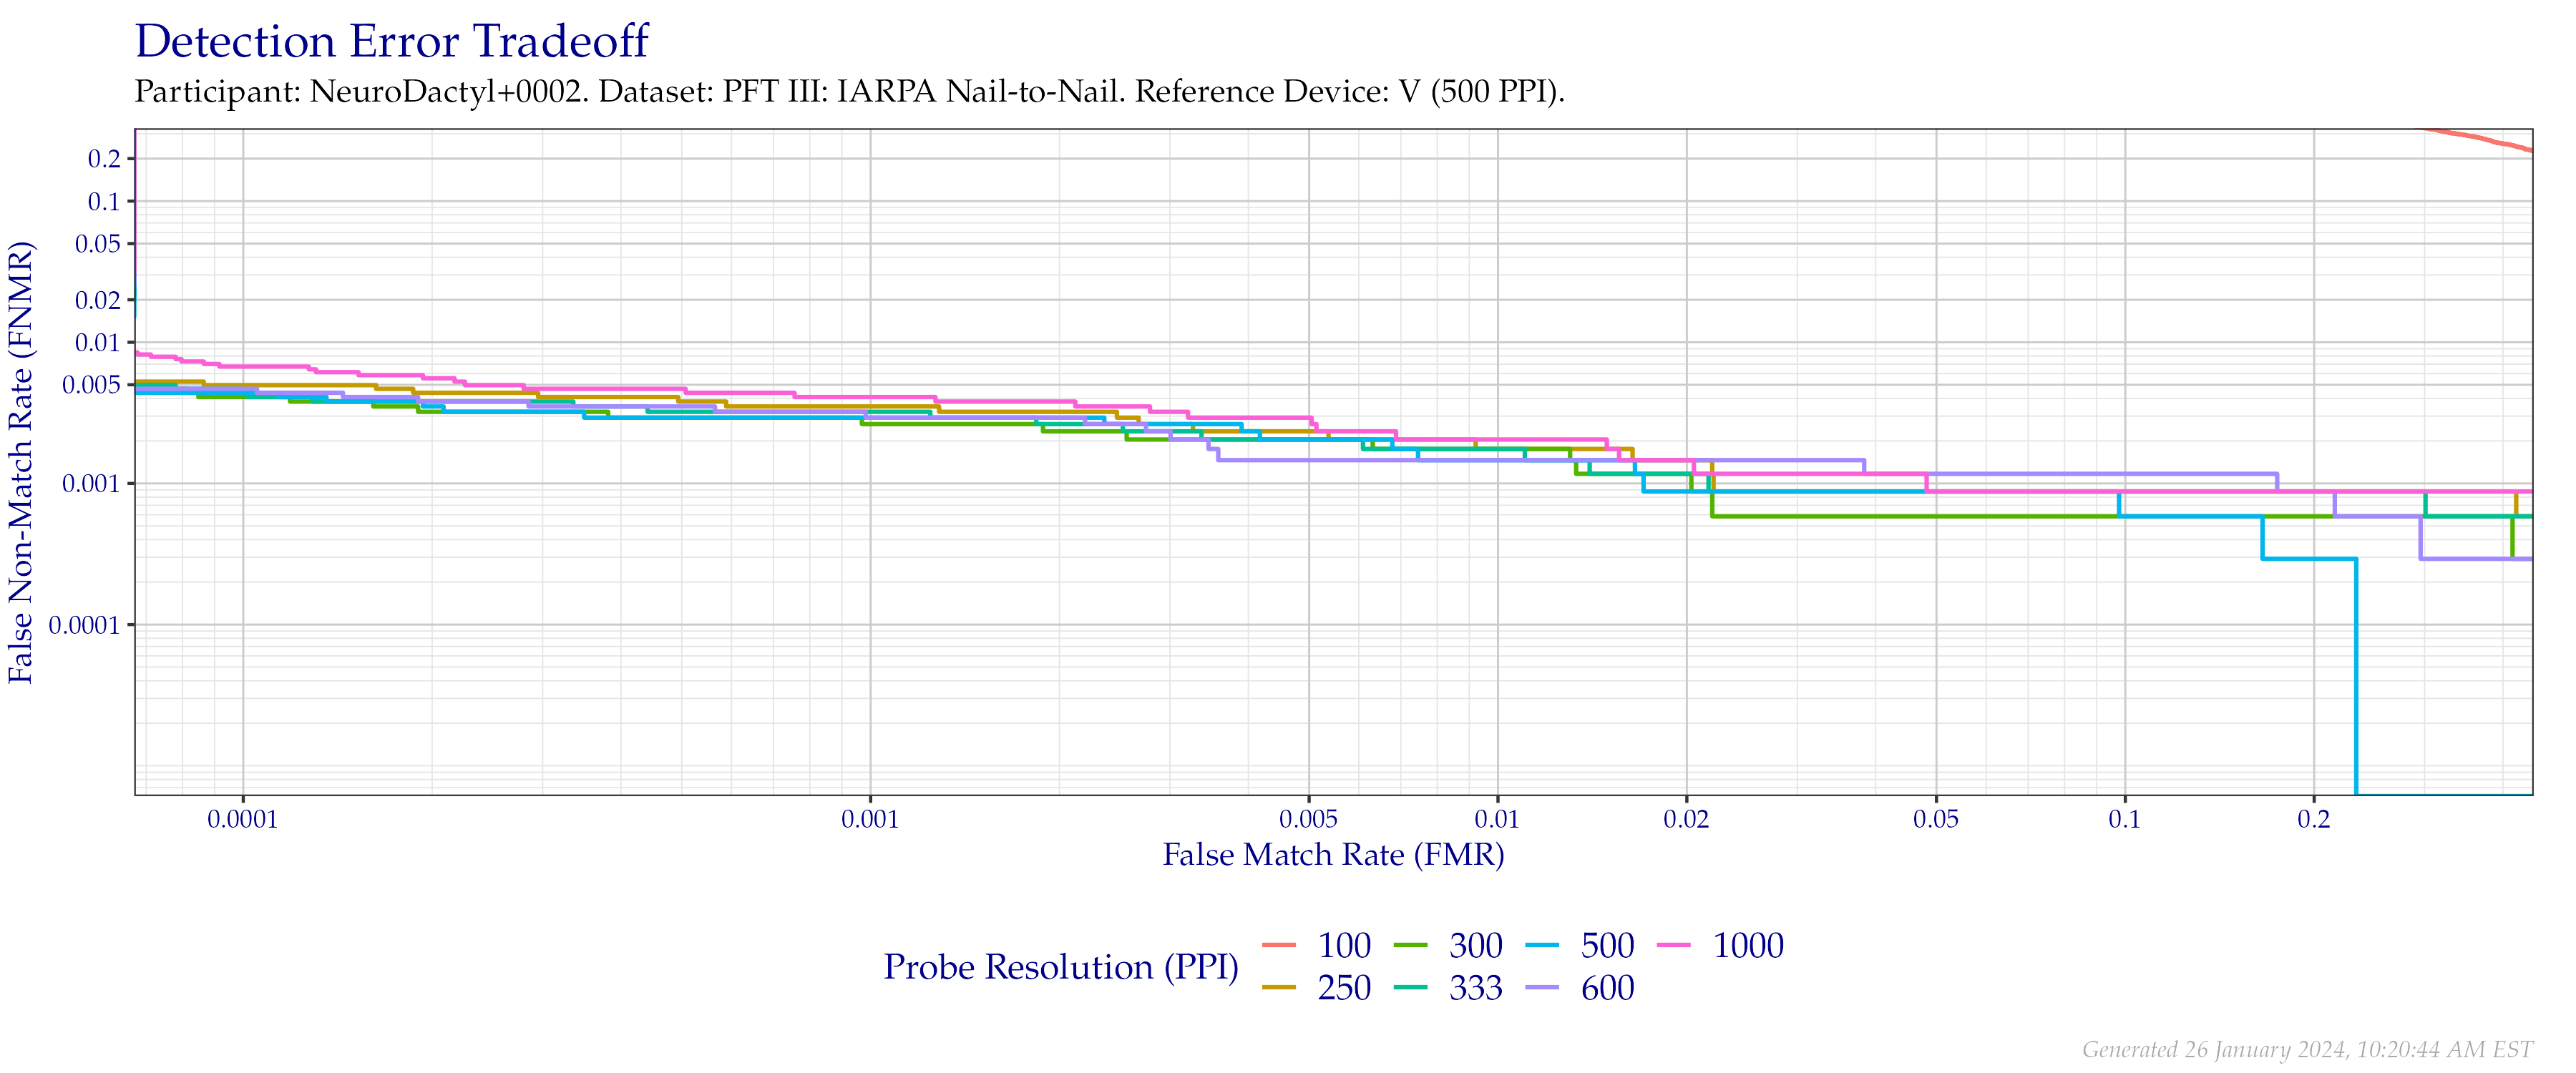 Detection Error Tradeoff
Participant: NeuroDactyl+0002. Dataset: PFT III: IARPA Nail-to-Nail. Reference Device: V (500 PPI).
False Non-Match Rate (FNMR)
0.2
0.1
0.05
0.02
0.01
0.005
0.001
0.0001
0.0001 0.001 0.005 0.01 0.02 0.05 0.1 0.2
False Match Rate (FMR)
Probe Resolution (PPI)
100 300 500 1000
250 333 600
Generated 26 January 2024, 10:20:44 AM EST